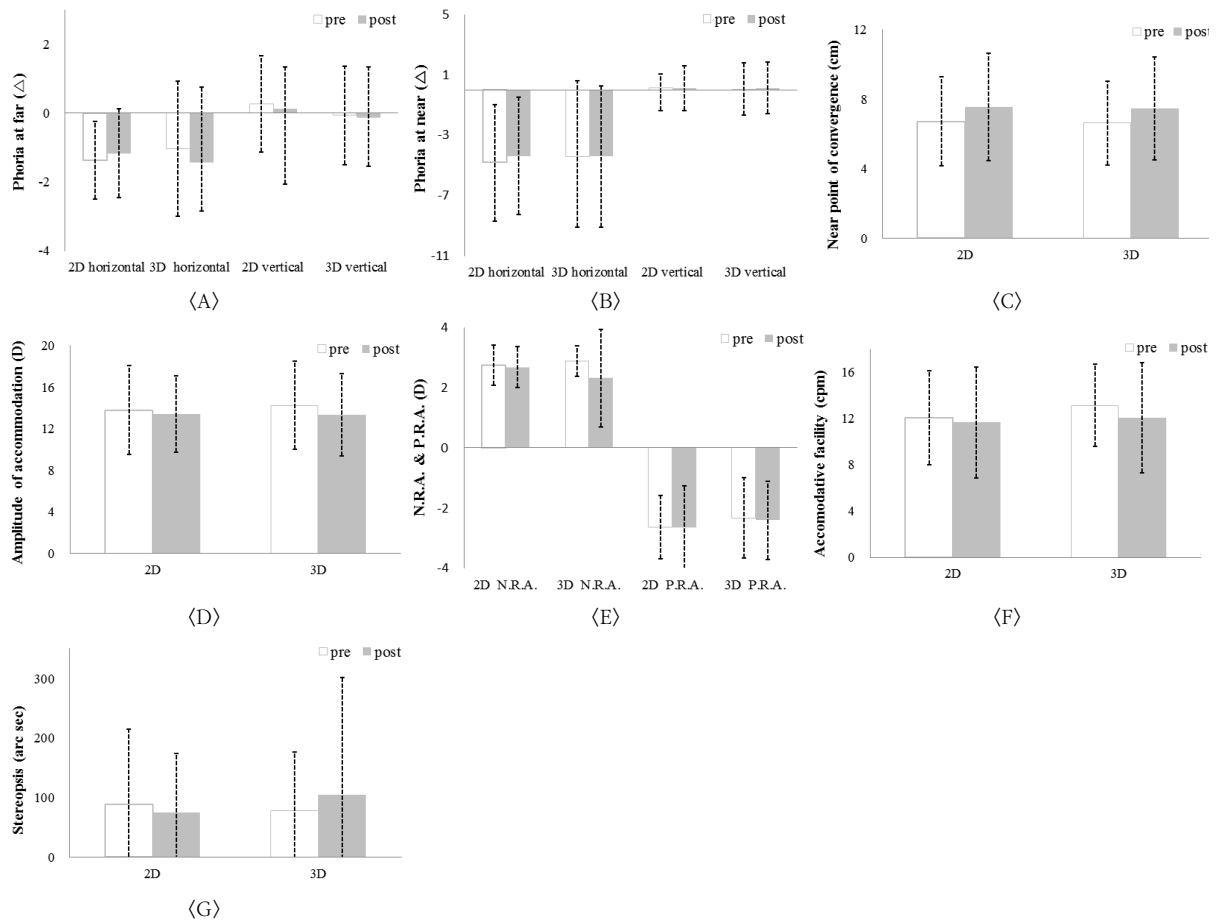 pre post
Phoria at far (△)
2
0
-2
-4
2D horizontal 3D horizontal 2D vertical 3D vertical
〈A〉
pre post
Phoria at near (△)
5
1
-3
-7
-11
2D horizontal 3D horizontal 2D vertical 3D vertical
〈B〉
pre post
Near point of convergence (cm)
12
8
4
0
2D 3D
〈C〉
pre post
Amplitude of accommodation (D)
20
16
12
8
4
0
2D 3D
〈D〉
pre post
N.R.A. & P.R.A. (D)
4
2
0
-2
-4
2D N.R.A. 3D N.R.A. 2D P.R.A. 3D P.R.A.
〈E〉
pre post
Accomodative facility (cpm)
16
12
8
4
0
2D 3D
〈F〉
pre post
Stereopsis (arc sec)
300
200
100
0
2D 3D
〈G〉